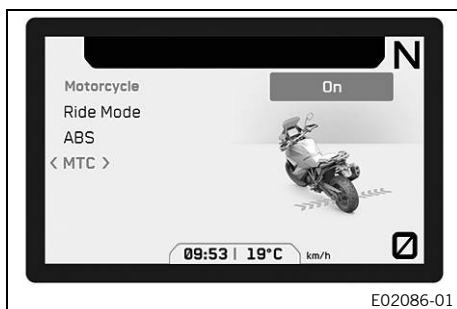 N
Motorcycle
On
Ride Mode
ABS
< MTC >
09:53 | 19°C km/h
0
E02086-01